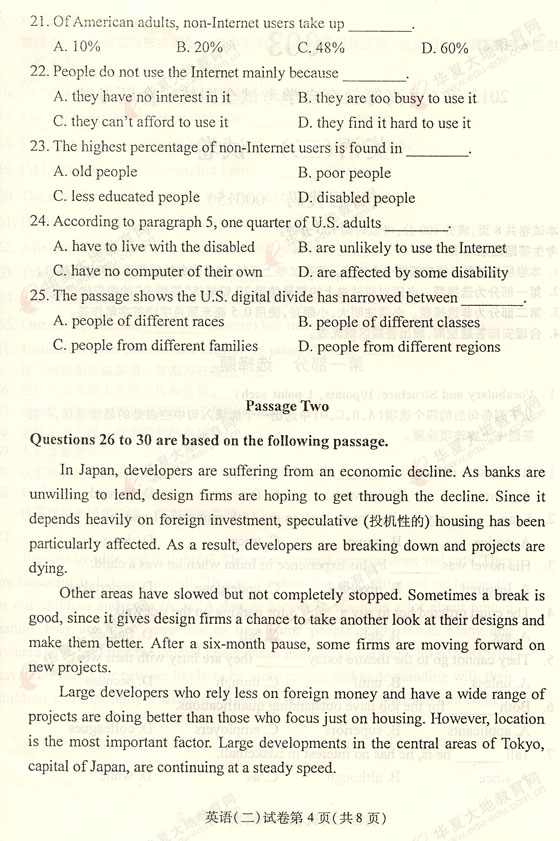 21. Of American adults, non-Internet users take up ________.
A. 10% B. 20% C. 48% D. 60%
22. People do not use the Internet mainly because ________.
A. they have no interest in it B. they are too busy to use it
C. they can't afford to use it D. they find it hard to use it
23. The highest percentage of non-Internet users is found in ________.
A. old people B. poor people
C. less educated people D. disabled people
24. According to paragraph 5, one quarter of U.S. adults ________.
A. have to live with the disabled B. are unlikely to use the Internet
C. have no computer of their own D. are affected by some disability
25. The passage shows the U.S. digital divide has narrowed between ________.
A. people of different races B. people of different classes
C. people from different families D. people from different regions
Passage Two
Questions 26 to 30 are based on the following passage.
In Japan, developers are suffering from an economic decline. As banks are
unwilling to lend, design firms are hoping to get through the decline. Since it
depends heavily on foreign investment, speculative (投机性的) housing has been
particularly affected. As a result, developers are breaking down and projects are
dying.
Other areas have slowed but not completely stopped. Sometimes a break is
good, since it gives design firms a chance to take another look at their designs and
make them better. After a six-month pause, some firms are moving forward on
new projects.
Large developers who rely less on foreign money and have a wide range of
projects are doing better than those who focus just on housing. However, location
is the most important factor. Large developments in the central areas of Tokyo,
capital of Japan, are continuing at a steady speed.
英语(二)试卷第 4 页(共 8 页)